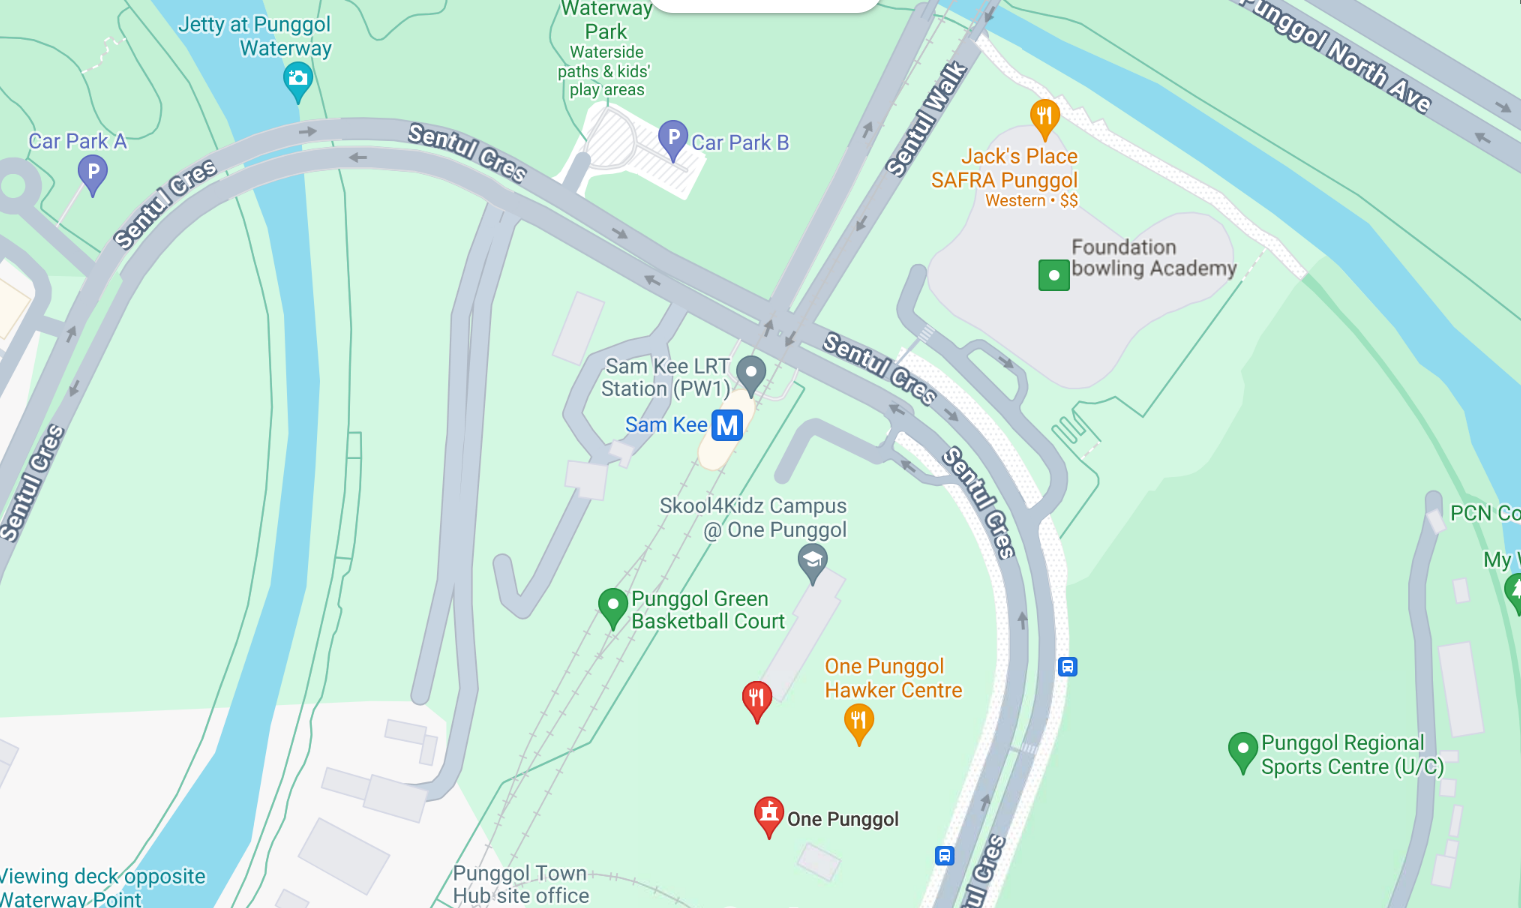 Jetty at Punggol
Waterway
Waterway
Park
Waterside
paths & kids'
play areas
Punggol North Ave
Car Park A
P
Sentul Cres
Sentul Cres
P
Car Park B
Sentul Walk
Jack's Place
SAFRA Punggol
Western • $$
Foundation
bowling Academy
Sam Kee LRT
Station (PW1)
Sam Kee
M
Sentul Cres
Sentul Cres
Sentul Cres
Skool4Kidz Campus
@ One Punggol
PCN Co
My
Punggol Green
Basketball Court
One Punggol
Hawker Centre
Punggol Regional
Sports Centre (U/C)
One Punggol
tul Cres
Viewing deck opposite
Waterway Point
Punggol Town
Hub site office